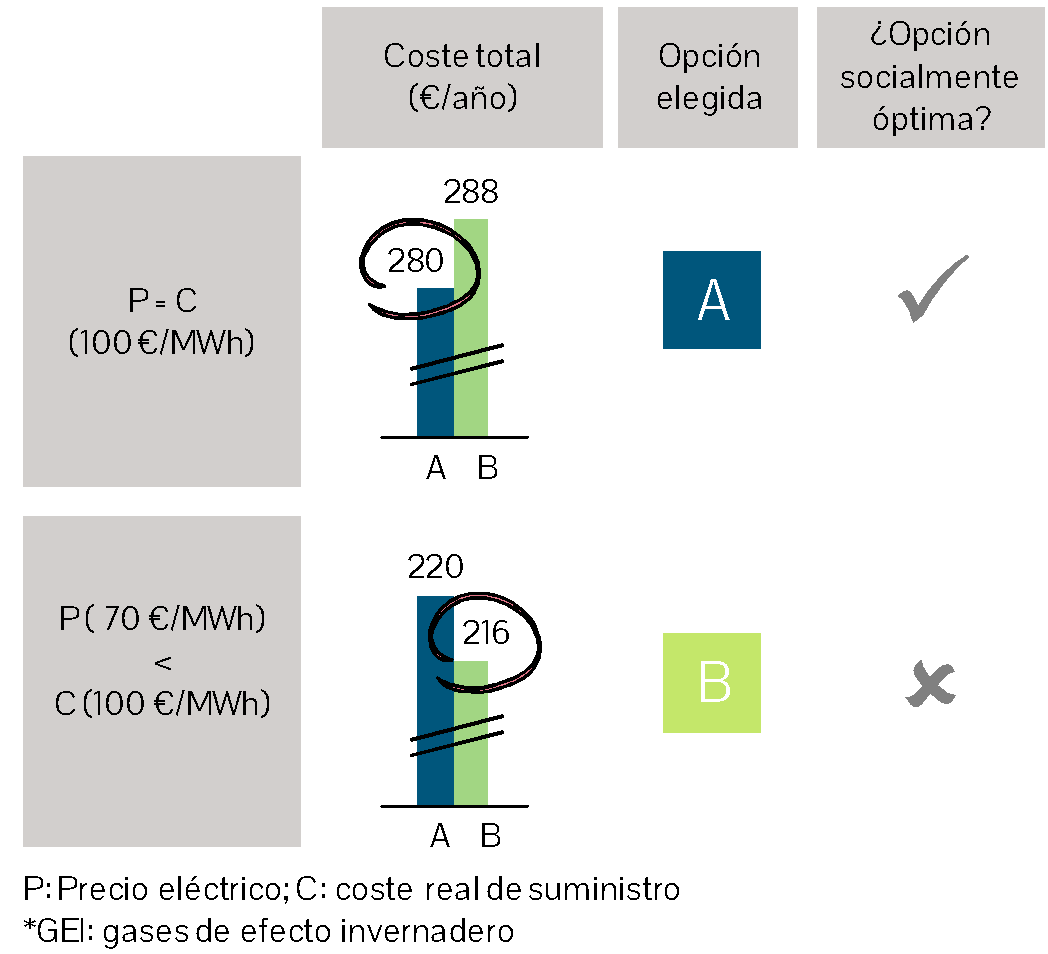 Coste total
(€/año)
Opción
elegida
¿Opción
socialmente
óptima?
P = C
(100 €/MWh)
288
280
A B
A
P ( 70 €/MWh)
<
C (100 €/MWh)
220
216
A B
B
P: Precio eléctrico; C: coste real de suministro
*GEI: gases de efecto invernadero